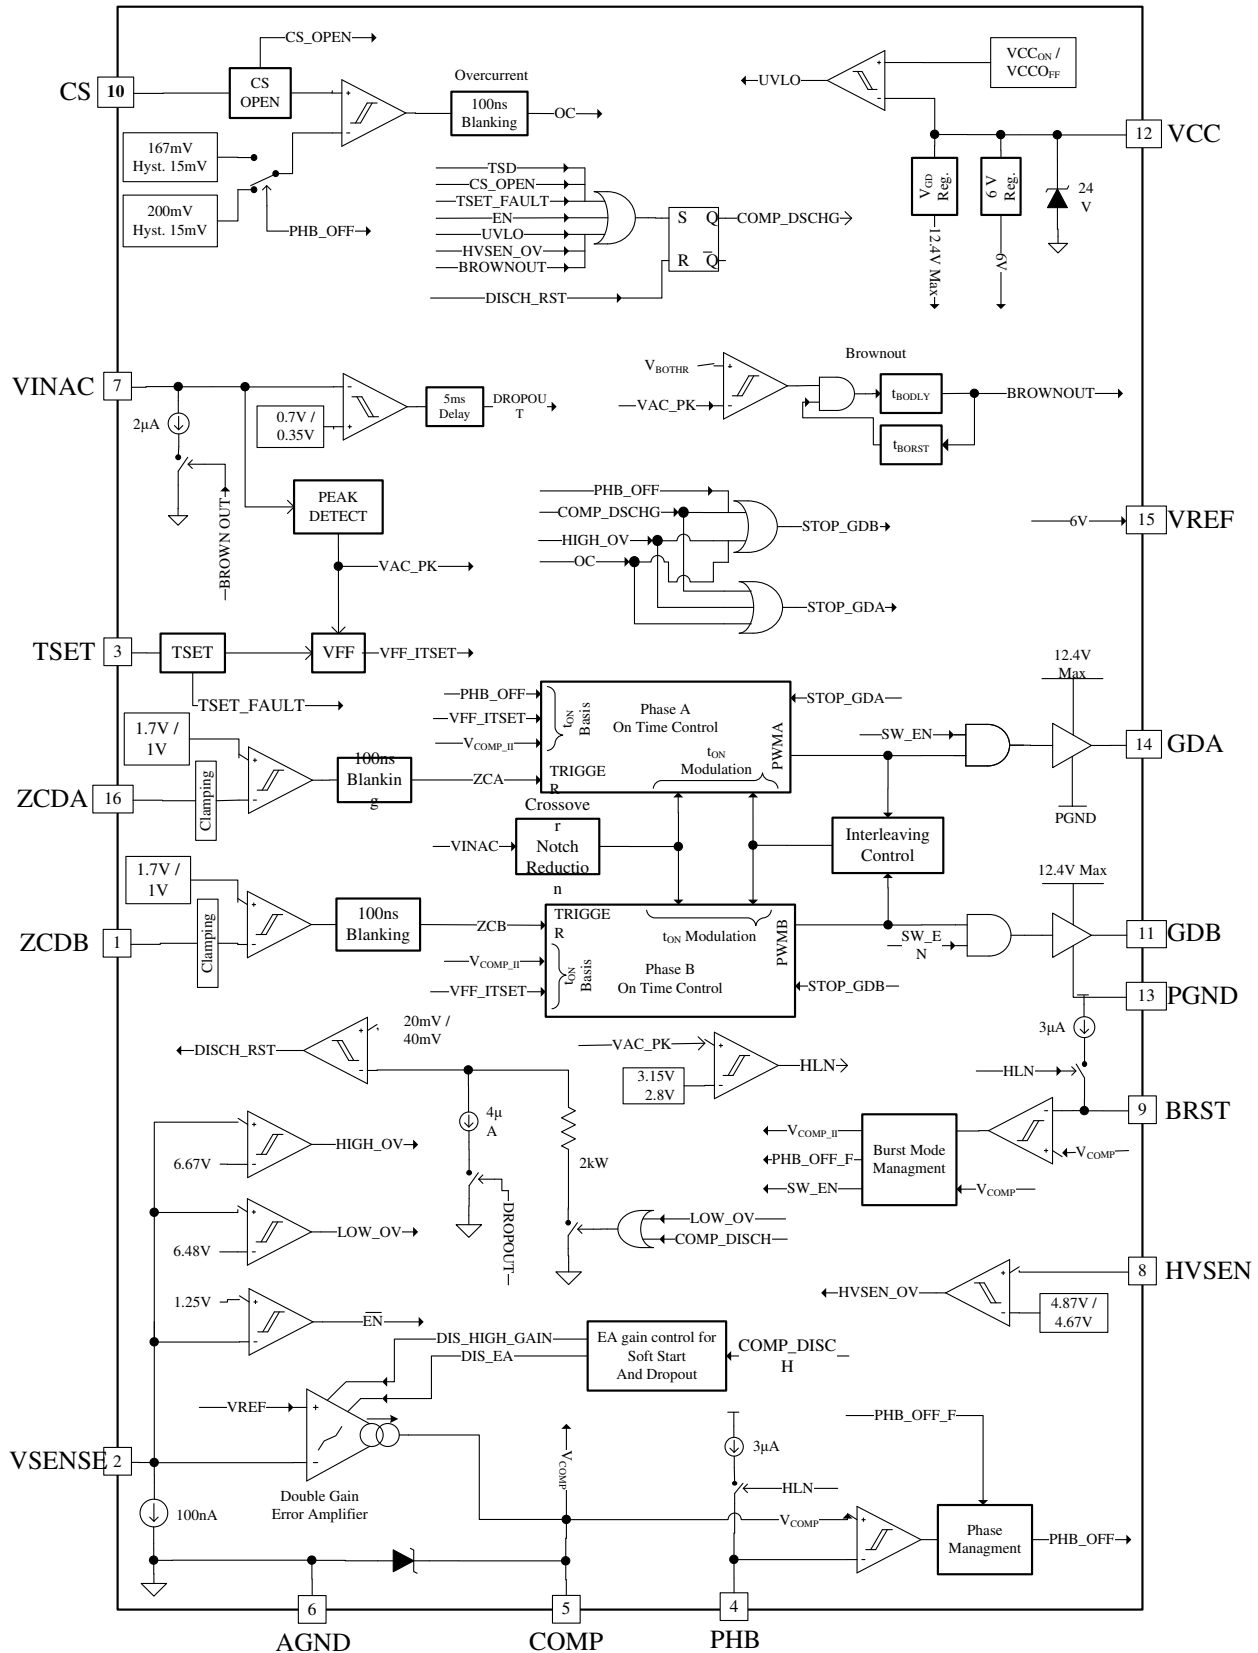 CS_OPEN
CS
10
CS
OPEN
+
−
Overcurrent
100ns
Blanking
OC
167mV
Hyst. 15mV
200mV
Hyst. 15mV
PHB_OFF
UVLO
+
−
VCCON /
VCCOFF
12
VCC
VGD
Reg.
6 V
Reg.
24
V
12.4V Max
6V
TSD
CS_OPEN
TSET_FAULT
EN
UVLO
HVSEN_OV
BROWNOUT
DISCH_RST
S
Q
R
Q̅
COMP_DSCHG
VINAC
7
2μA
BROWN OUT
0.7V /
0.35V
−
+
5ms
Delay
DROPOU
T
PEAK
DETECT
VAC_PK
VBOTHR
VAC_PK
+
−
Brownout
tBODLY
tBORST
BROWNOUT
PHB_OFF
COMP_DSCHG
HIGH_OV
OC
STOP_GDB
STOP_GDA
6V
15
VREF
TSET
3
TSET
VFF
VFF_ITSET
TSET_FAULT
1.7V /
1V
Clamping
ZCDA
16
+
−
100ns
Blankin
g
ZCA
PHB_OFF
VFF_ITSET
VCOMP_II
tON
Basis
Phase A
On Time Control
TRIGGE
R
tON
Modulation
PWMA
STOP_GDA
SW_EN
12.4V
Max
PGND
14
GDA
Crossove
r
Notch
Reductio
n
VINAC
Interleaving
Control
1.7V /
1V
Clamping
ZCDB
1
+
−
100ns
Blanking
ZCB
VCOMP_II
VFF_ITSET
TRIGGE
R
tON
Basis
tON Modulation
Phase B
On Time Control
PWMB
STOP_GDB
SW_E
N
12.4V Max
11
GDB
13
PGND
DISCH_RST
+
−
20mV /
40mV
4μ
A
DROPOUT
2kW
LOW_OV
COMP_DISCH
VAC_PK
3.15V
2.8V
+
−
HLN
3μA
HLN
9
BRST
−
+
VCOMP
Burst Mode
Managment
VCOMP_II
PHB_OFF_F
SW_EN
VCOMP
6.67V
+
−
HIGH_OV
6.48V
+
−
LOW_OV
1.25V
+
−
E̅N̅
8
HVSEN
HVSEN_OV
+
−
4.87V /
4.67V
DIS_HIGH_GAIN
DIS_EA
EA gain control for
Soft Start
And Dropout
COMP_DISC
H
VREF
+
−
Double Gain
Error Amplifier
VSENSE
2
100nA
VCOMP
3μA
HLN
PHB_OFF_F
VCOMP
+
−
Phase
Managment
PHB_OFF
6
AGND
5
COMP
4
PHB